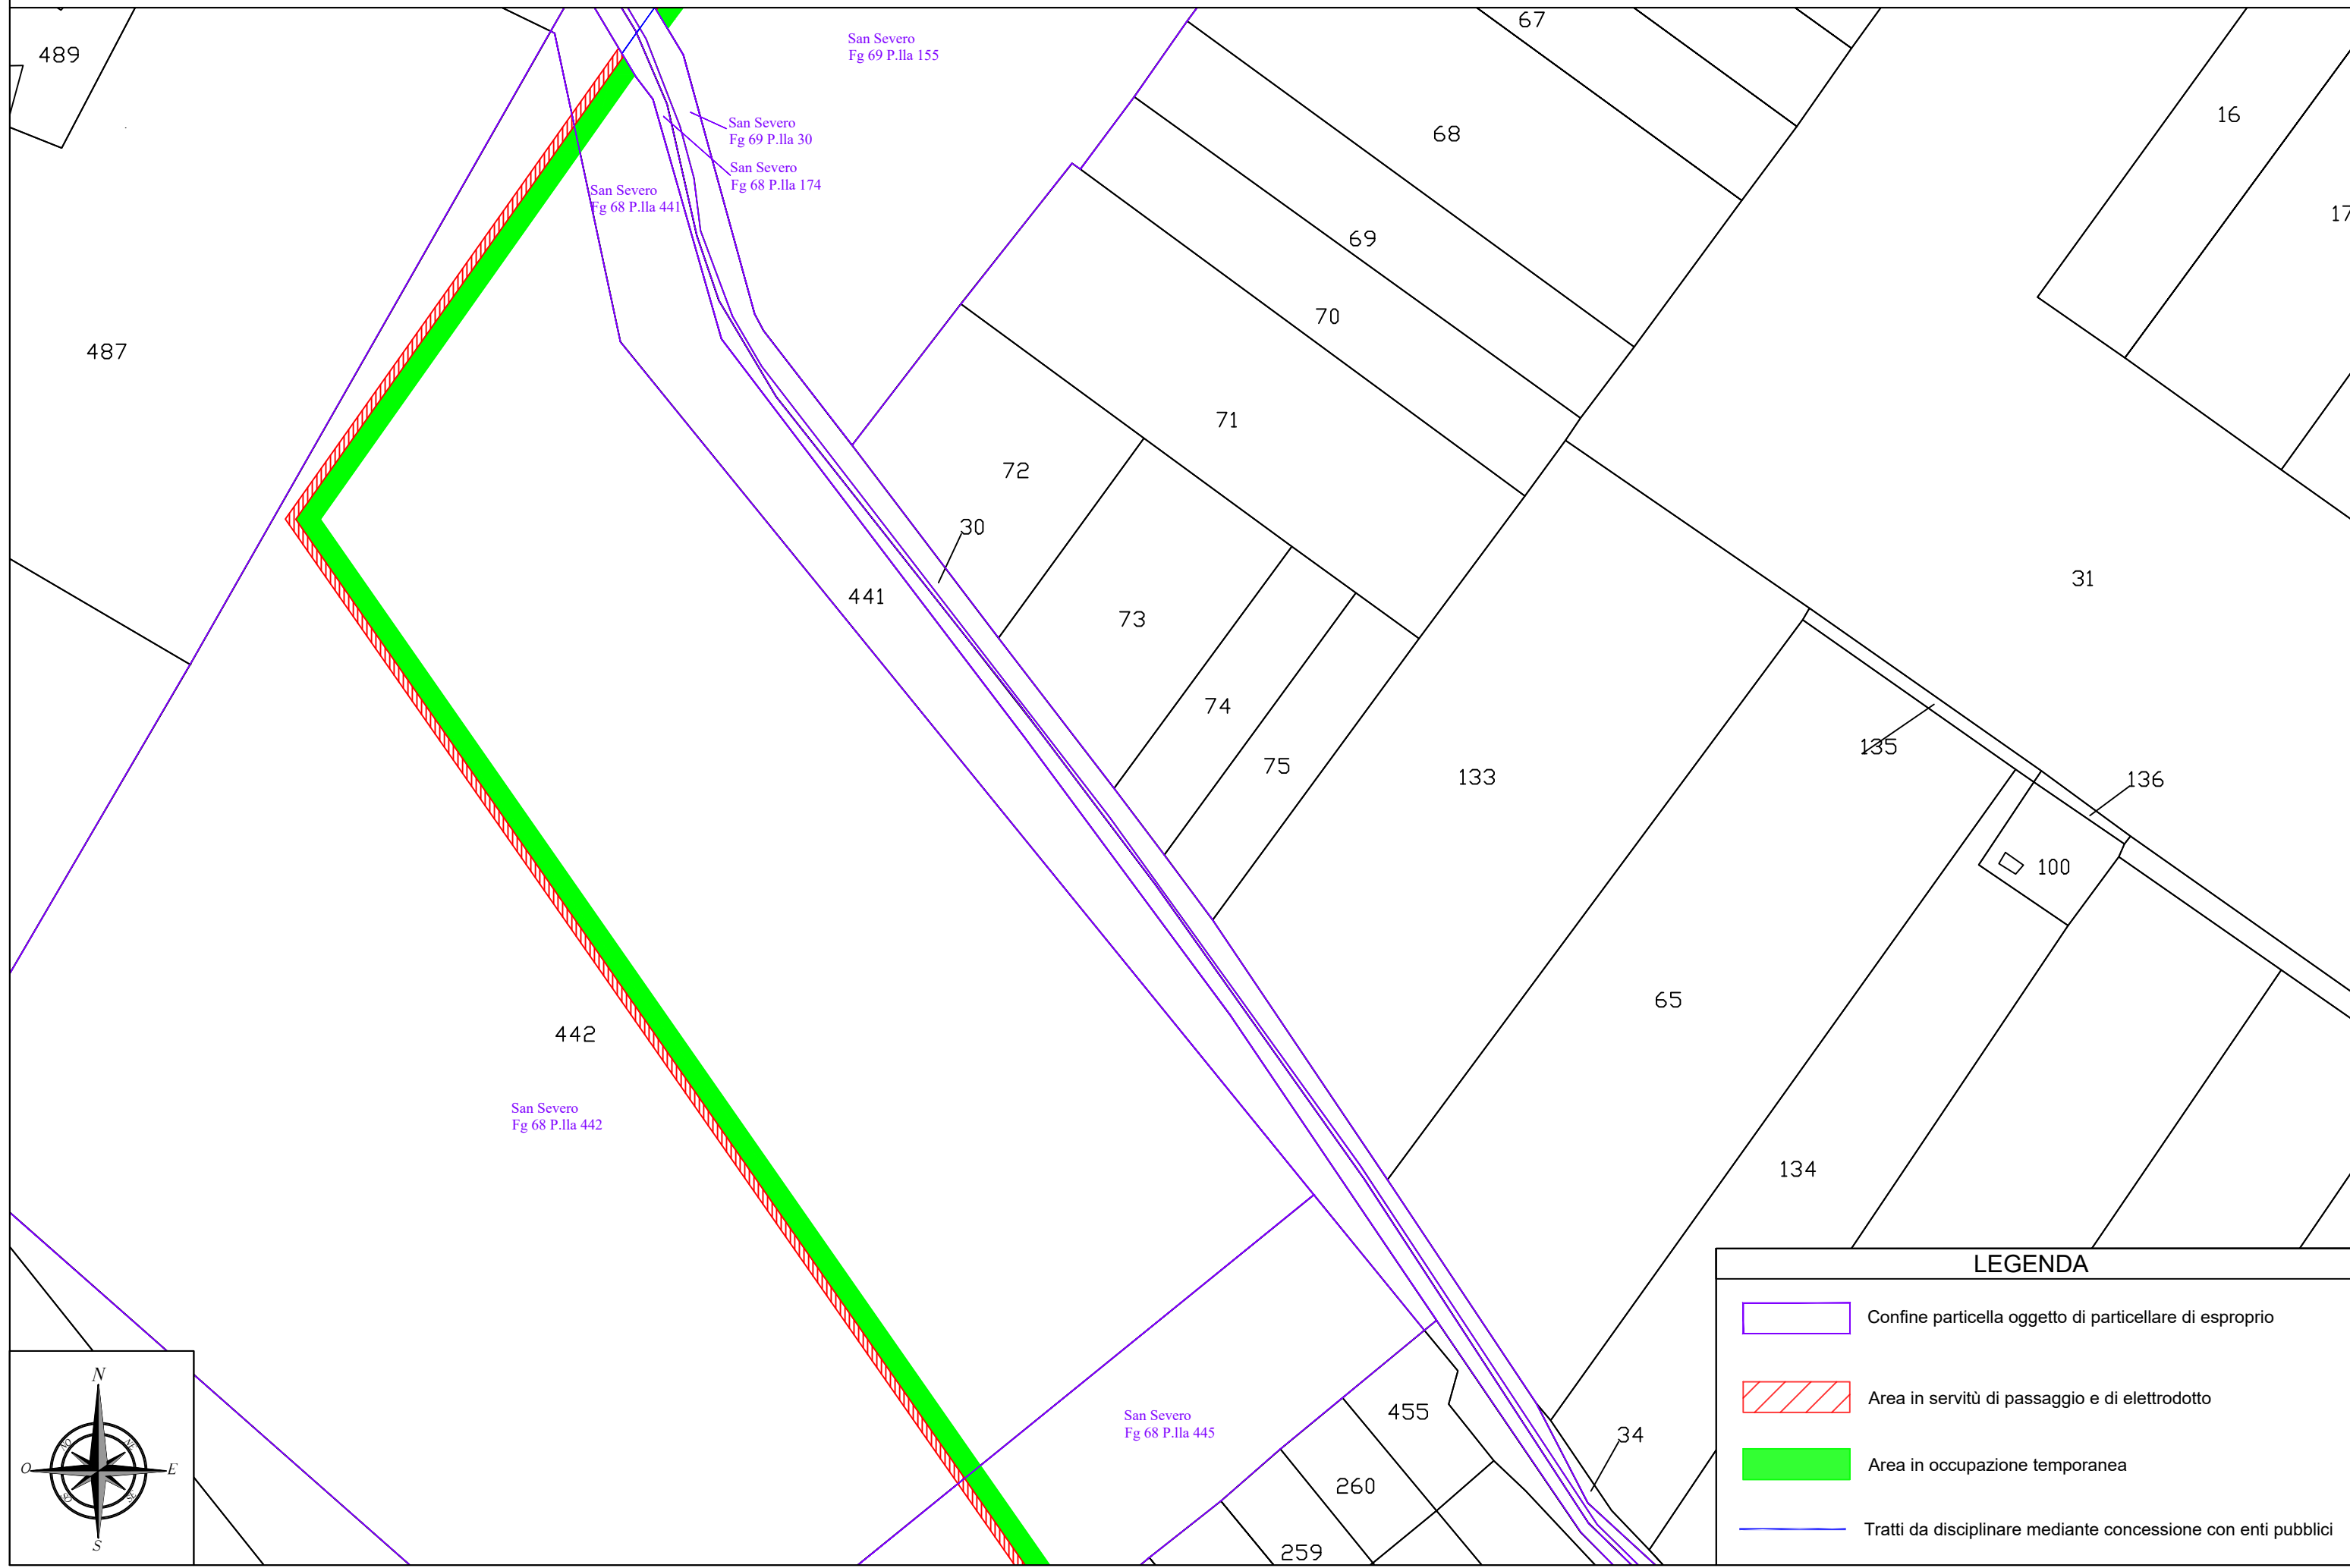 489
67
San Severo
Fg 69 P.lla 155
16
San Severo
Fg 69 P.lla 30
68
San Severo
Fg 68 P.lla 174
San Severo
Fg 68 P.lla 441
17
69
70
487
71
72
30
31
441
73
74
135
75
133
136
100
65
442
San Severo
Fg 68 P.lla 442
134
San Severo
Fg 68 P.lla 445
455
34
260
259
LEGENDA
Confine particella oggetto di particellare di esproprio
Area in servitù di passaggio e di elettrodotto
Area in occupazione temporanea
Tratti da disciplinare mediante concessione con enti pubblici
N
NO
NE
O
E
SO
S